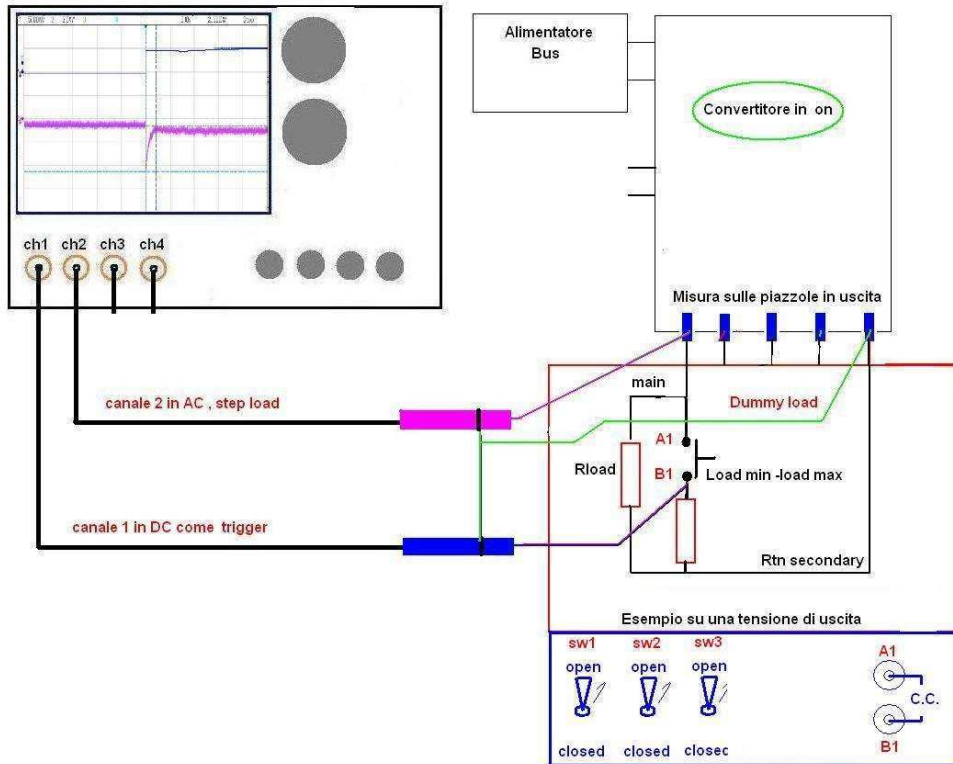 Alimentatore
Bus
Convertitore in on
ch1 ch2 ch3 ch4
Misura sulle piazzole in uscita
main
canale 2 in AC , step load
Dummy load
A1
Rload
B1
Load min -load max
canale 1 in DC come trigger
Rtn secondary
Esempio su una tensione di uscita
sw1 sw2 sw3
open open open
A1
C.C.
closed closed closed
B1